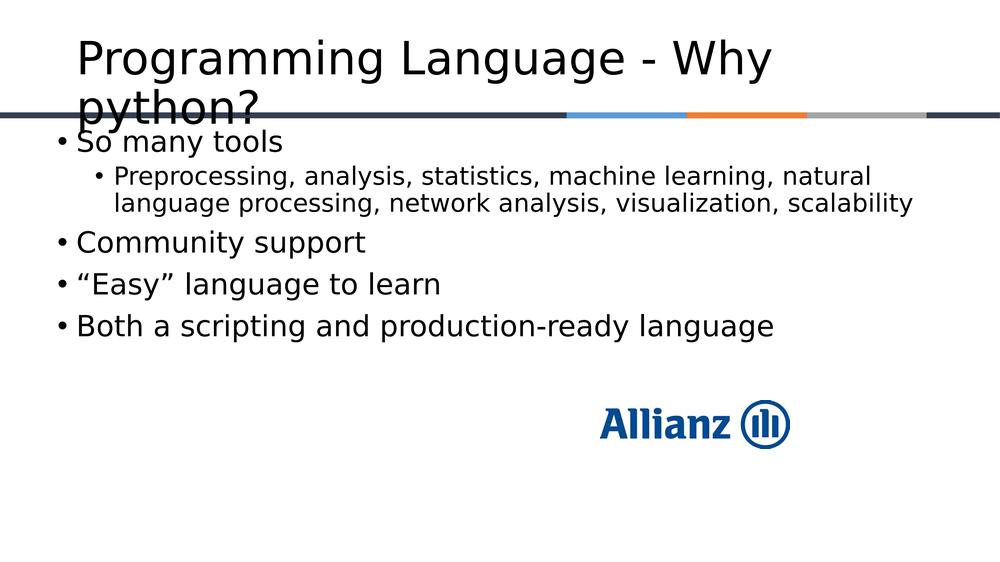 Programming Language - Why
python?
• So many tools
• Preprocessing, analysis, statistics, machine learning, natural
language processing, network analysis, visualization, scalability
• Community support
• “Easy” language to learn
• Both a scripting and production-ready language
Allianz